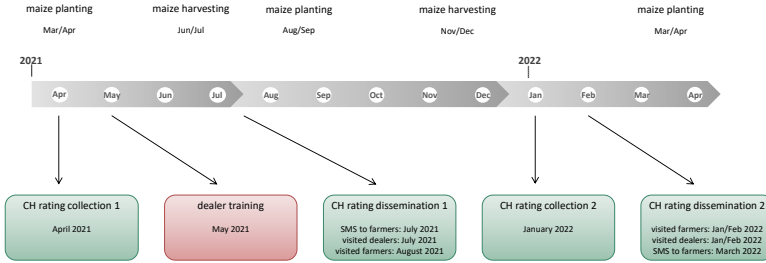 maize planting
Mar/Apr
maize harvesting
Jun/Jul
maize planting
Aug/Sep
maize harvesting
Nov/Dec
maize planting
Mar/Apr
2021
2022
Apr
May
Jun
Jul
Aug
Sep
Oct
Nov
Dec
Jan
Feb
Mar
Apr
CH rating collection 1
April 2021
dealer training
May 2021
CH rating dissemination 1
SMS to farmers: July 2021
visited dealers: July 2021
visited farmers: August 2021
CH rating collection 2
January 2022
CH rating dissemination 2
visited farmers: Jan/Feb 2022
visited dealers: Jan/Feb 2022
SMS to farmers: March 2022